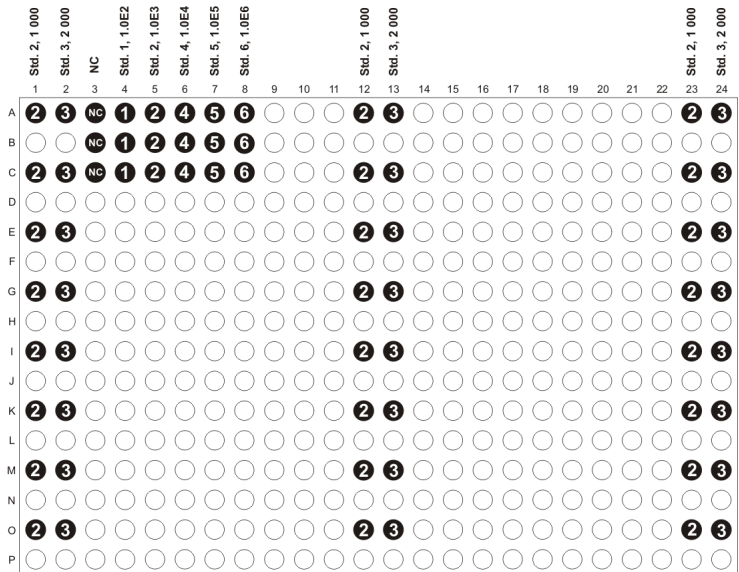 Std. 2, 1 000
Std. 3, 2 000
NC
Std. 1, 1.0E2
Std. 2, 1.0E3
Std. 4, 1.0E4
Std. 5, 1.0E5
Std. 6, 1.0E6
Std. 2, 1 000
Std. 3, 2 000
Std. 2, 1 000
Std. 3, 2 000
1 2 3 4 5 6 7 8 9 10 11 12 13 14 15 16 17 18 19 20 21 22 23 24
A 2 3 NC 1 2 4 5 6 2 3 2 3
B NC 1 2 4 5 6
C 2 3 NC 1 2 4 5 6 2 3 2 3
D
E 2 3 2 3 2 3
F
G 2 3 2 3 2 3
H
I 2 3 2 3 2 3
J
K 2 3 2 3 2 3
L
M 2 3 2 3 2 3
N
O 2 3 2 3 2 3
P